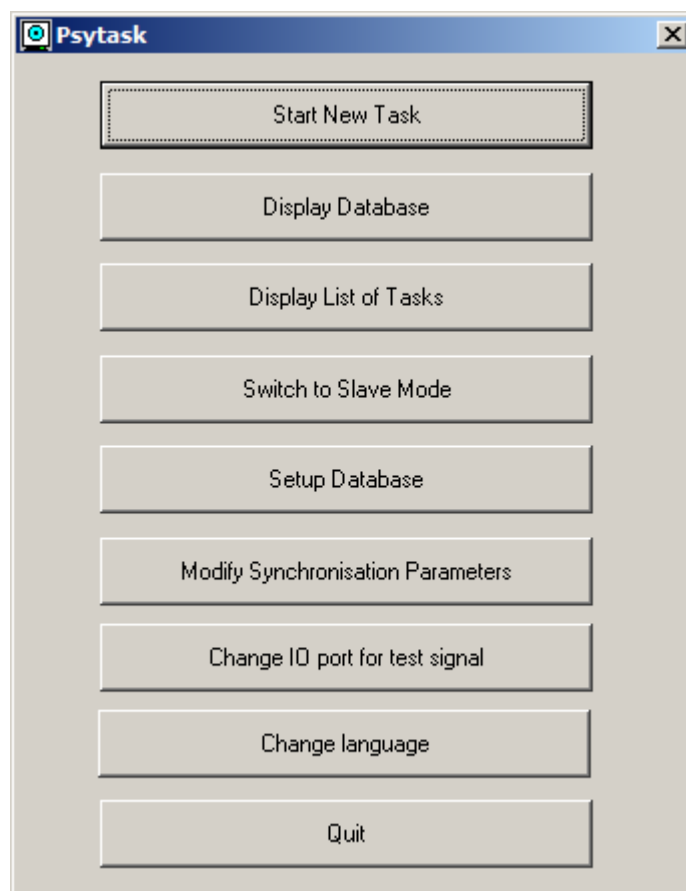 Psytask
Start New Task
Display Database
Display List of Tasks
Switch to Slave Mode
Setup Database
Modify Synchronisation Parameters
Change IO port for test signal
Change language
Quit